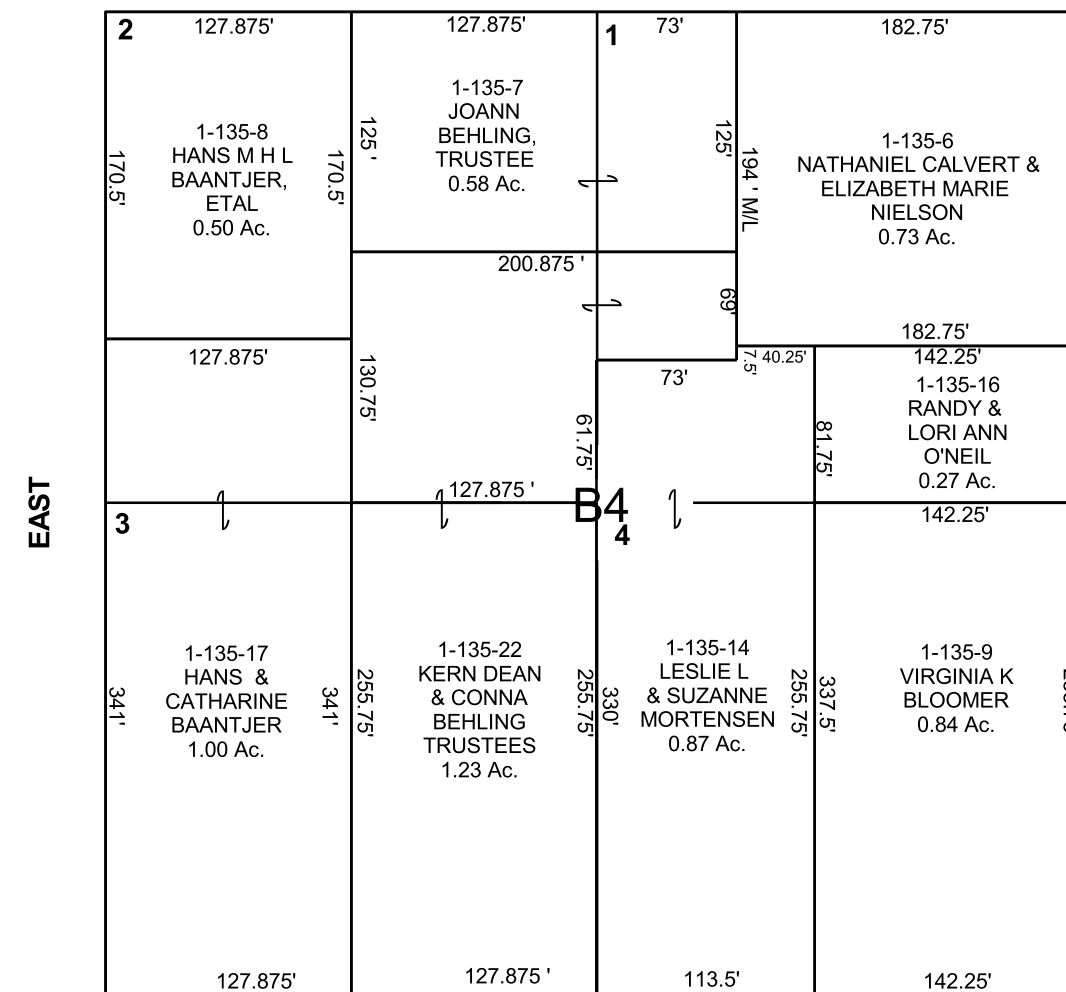 2
127.875'
127.875'
1
73'
182.75'
1-135-8
HANS M H L
BAANTJER,
ETAL
0.50 Ac.
170.5'
170.5'
1-135-7
JOANN
BEHLING,
TRUSTEE
0.58 Ac.
125 '
125'
194 ' M/L
1-135-6
NATHANIEL CALVERT &
ELIZABETH MARIE
NIELSON
0.73 Ac.
200.875 '
69'
182.75'
127.875'
130.75'
73'
7.5'
40.25'
142.25'
1-135-16
RANDY &
LORI ANN
O'NEIL
0.27 Ac.
61.75'
81.75'
127.875 '
B4
142.25'
EAST
3
4
1-135-17
HANS &
CATHARINE
BAANTJER
1.00 Ac.
341'
341'
1-135-22
KERN DEAN
& CONNA
BEHLING
TRUSTEES
1.23 Ac.
255.75'
255.75'
330'
1-135-14
LESLIE L
& SUZANNE
MORTENSEN
0.87 Ac.
255.75'
337.5'
1-135-9
VIRGINIA K
BLOOMER
0.84 Ac.
127.875'
127.875 '
113.5'
142.25'